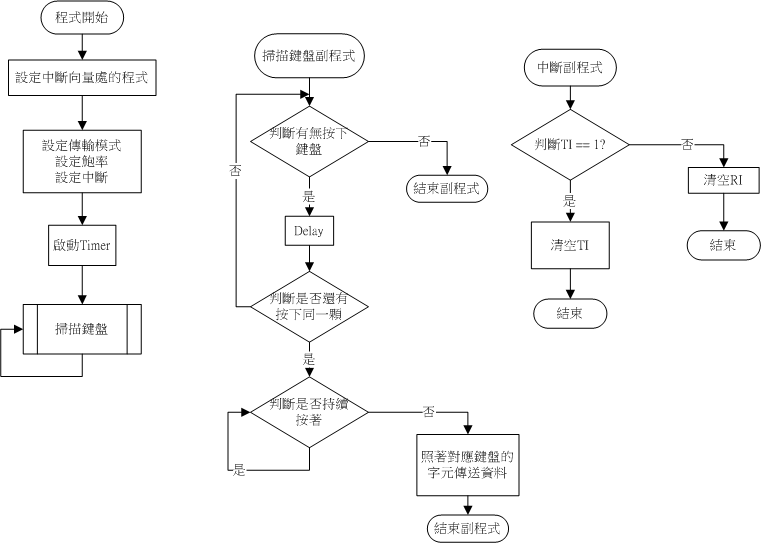 程式開始
設定中斷向量處的程式
設定傳輸模式
設定鮑率
設定中斷
啟動Timer
掃描鍵盤
掃描鍵盤副程式
判斷有無按下
鍵盤
否
結束副程式
否
是
Delay
判斷是否還有
按下同一顆
是
判斷是否持續
按著
否
是
照著對應鍵盤的
字元傳送資料
結束副程式
中斷副程式
判斷TI == 1?
否
清空RI
結束
是
清空TI
結束